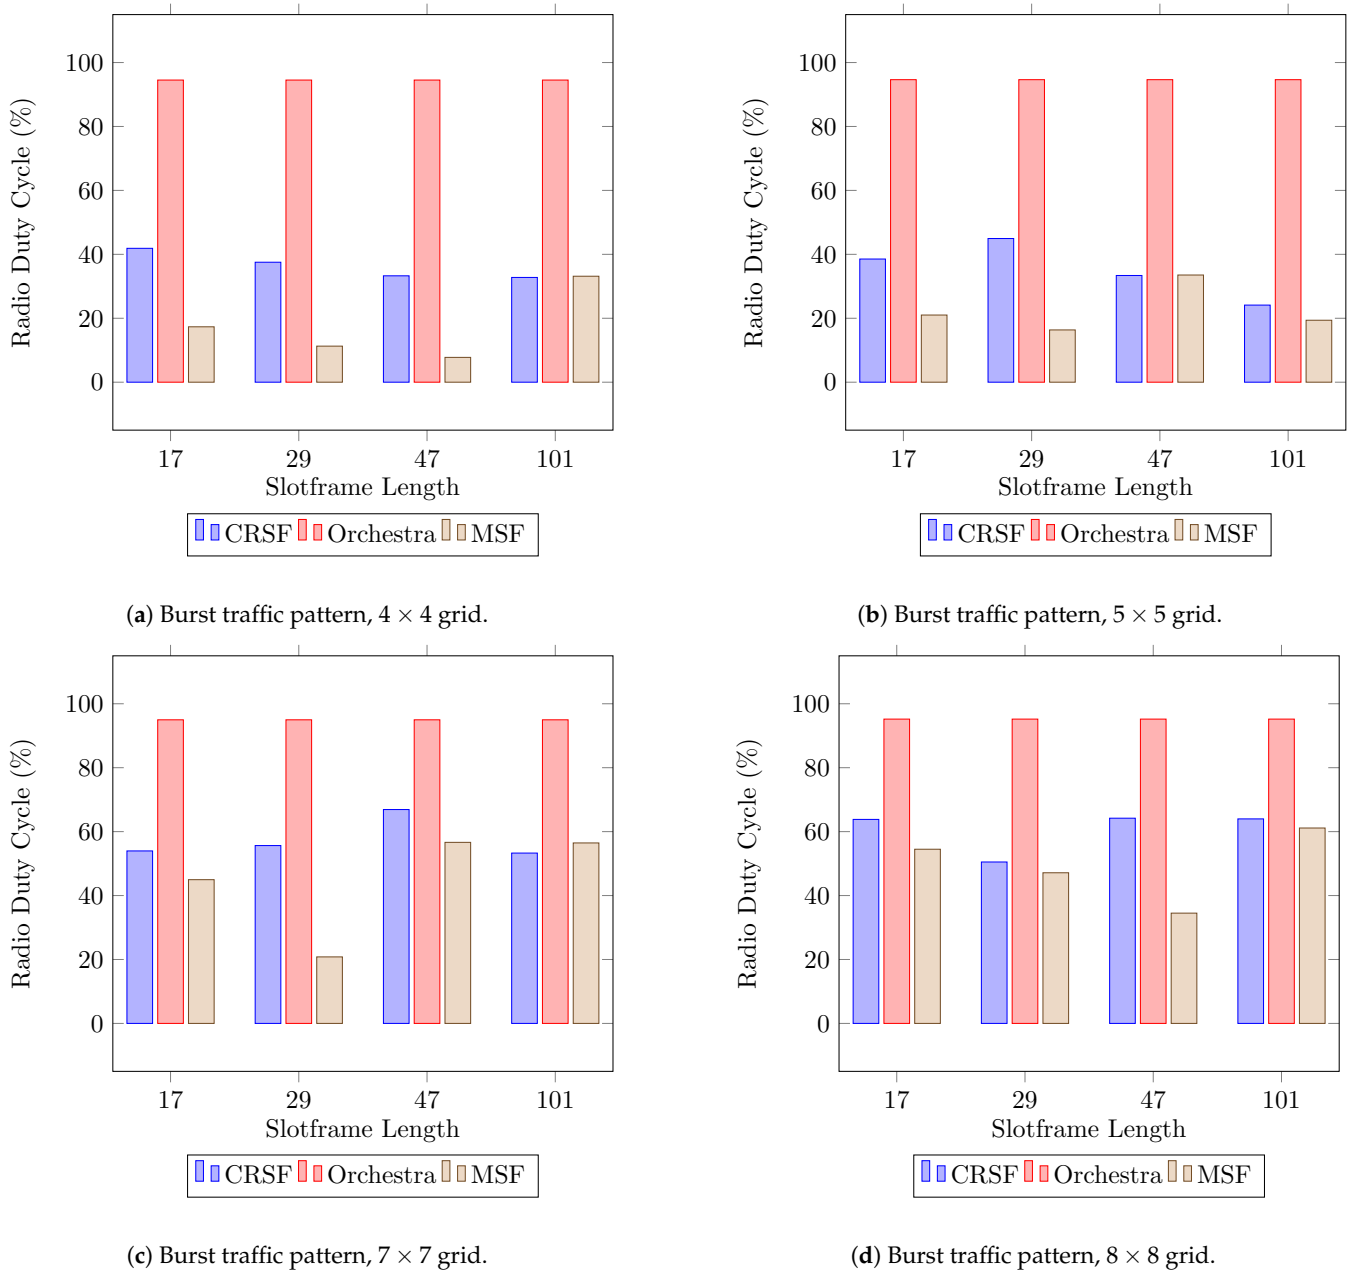 100
80
60
40
20
0
Radio Duty Cycle (%)
17 29 47 101
Slotframe Length
CRSF Orchestra MSF
(a) Burst traffic pattern, 4 × 4 grid.
100
80
60
40
20
0
Radio Duty Cycle (%)
17 29 47 101
Slotframe Length
CRSF Orchestra MSF
(b) Burst traffic pattern, 5 × 5 grid.
100
80
60
40
20
0
Radio Duty Cycle (%)
17 29 47 101
Slotframe Length
CRSF Orchestra MSF
(c) Burst traffic pattern, 7 × 7 grid.
100
80
60
40
20
0
Radio Duty Cycle (%)
17 29 47 101
Slotframe Length
CRSF Orchestra MSF
(d) Burst traffic pattern, 8 × 8 grid.